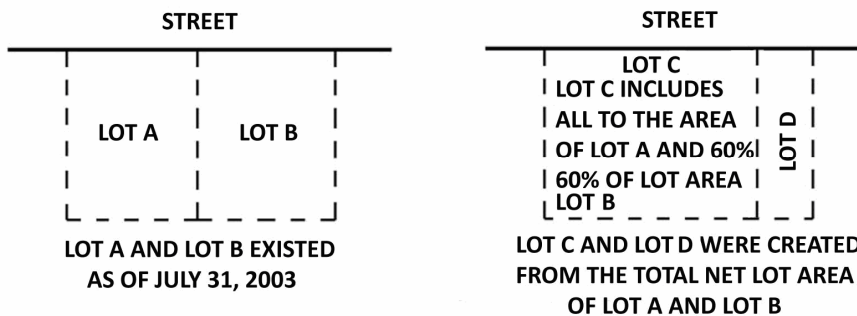 STREET
LOT A
LOT B
LOT A AND LOT B EXISTED
AS OF JULY 31, 2003
STREET
LOT C
LOT C INCLUDES
ALL TO THE AREA
OF LOT A AND 60%
60% OF LOT AREA
LOT B
LOT D
LOT C AND LOT D WERE CREATED
FROM THE TOTAL NET LOT AREA
OF LOT A AND LOT B